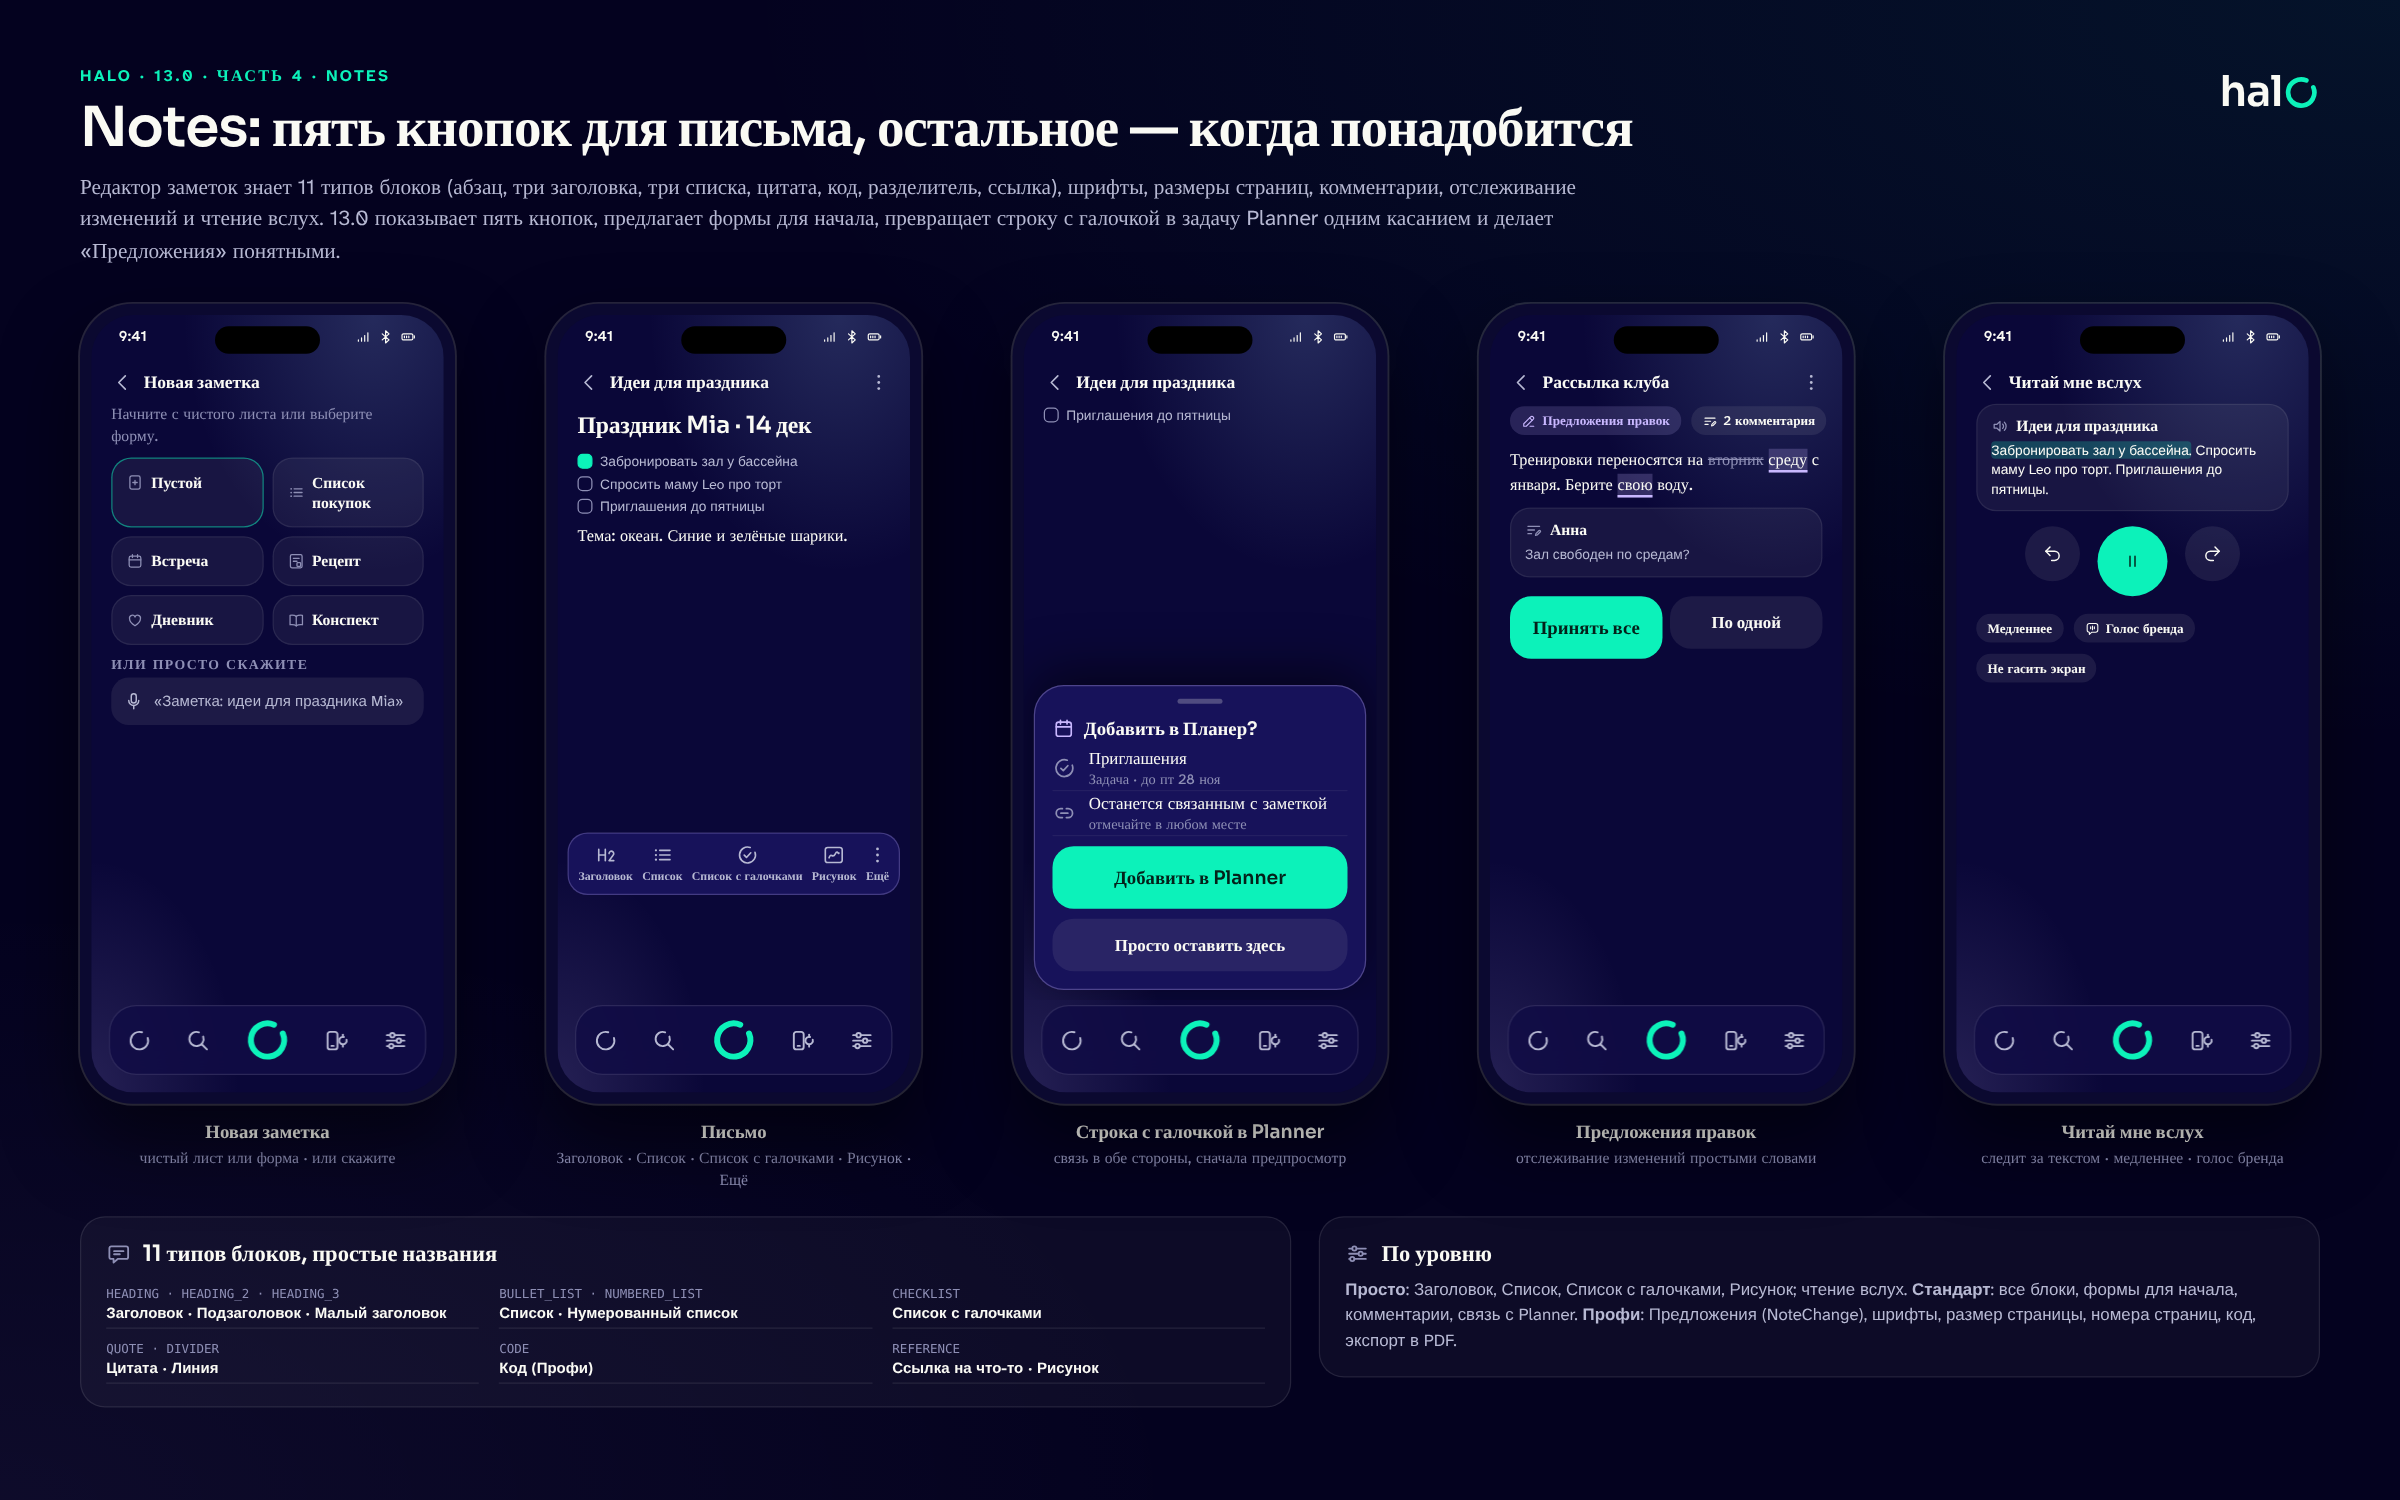 HALO · 13.0 · ЧАСТЬ 4 · NOTES
halo
Notes: пять кнопок для письма, остальное — когда понадобится
Редактор заметок знает 11 типов блоков (абзац, три заголовка, три списка, цитата, код, разделитель, ссылка), шрифты, размеры страниц, комментарии, отслеживание
изменений и чтение вслух. 13.0 показывает пять кнопок, предлагает формы для начала, превращает строку с галочкой в задачу Planner одним касанием и делает
«Предложения» понятными.
9:41
Новая заметка
Начните с чистого листа или выберите
форму.
Пустой
Список
покупок
Встреча
Рецепт
Дневник
Конспект
ИЛИ ПРОСТО СКАЖИТЕ
«Заметка: идеи для праздника Mia»
Новая заметка
чистый лист или форма · или скажите
9:41
Идеи для праздника
Праздник Mia · 14 дек
Забронировать зал у бассейна
Спросить маму Leo про торт
Приглашения до пятницы
Тема: океан. Синие и зелёные шарики.
H2
Заголовок
Список
Список с галочками
Рисунок
Ещё
Письмо
Заголовок · Список · Список с галочками · Рисунок ·
Ещё
9:41
Идеи для праздника
Приглашения до пятницы
Добавить в Планер?
Приглашения
Задача · до пт 28 ноя
Останется связанным с заметкой
отмечайте в любом месте
Добавить в Planner
Просто оставить здесь
Строка с галочкой в Planner
связь в обе стороны, сначала предпросмотр
9:41
Рассылка клуба
Предложения правок
2 комментария
Тренировки переносятся на вторник среду с
января. Берите свою воду.
Анна
Зал свободен по средам?
Принять все
По одной
Предложения правок
отслеживание изменений простыми словами
9:41
Читай мне вслух
Идеи для праздника
Забронировать зал у бассейна. Спросить
маму Leo про торт. Приглашения до
пятницы.
Медленнее
Голос бренда
Не гасить экран
Читай мне вслух
следит за текстом · медленнее · голос бренда
11 типов блоков, простые названия
HEADING · HEADING_2 · HEADING_3
Заголовок · Подзаголовок · Малый заголовок
BULLET_LIST · NUMBERED_LIST
Список · Нумерованный список
CHECKLIST
Список с галочками
QUOTE · DIVIDER
Цитата · Линия
CODE
Код (Профи)
REFERENCE
Ссылка на что-то · Рисунок
По уровню
Просто: Заголовок, Список, Список с галочками, Рисунок; чтение вслух. Стандарт: все блоки, формы для начала,
комментарии, связь с Planner. Профи: Предложения (NoteChange), шрифты, размер страницы, номера страниц, код,
экспорт в PDF.